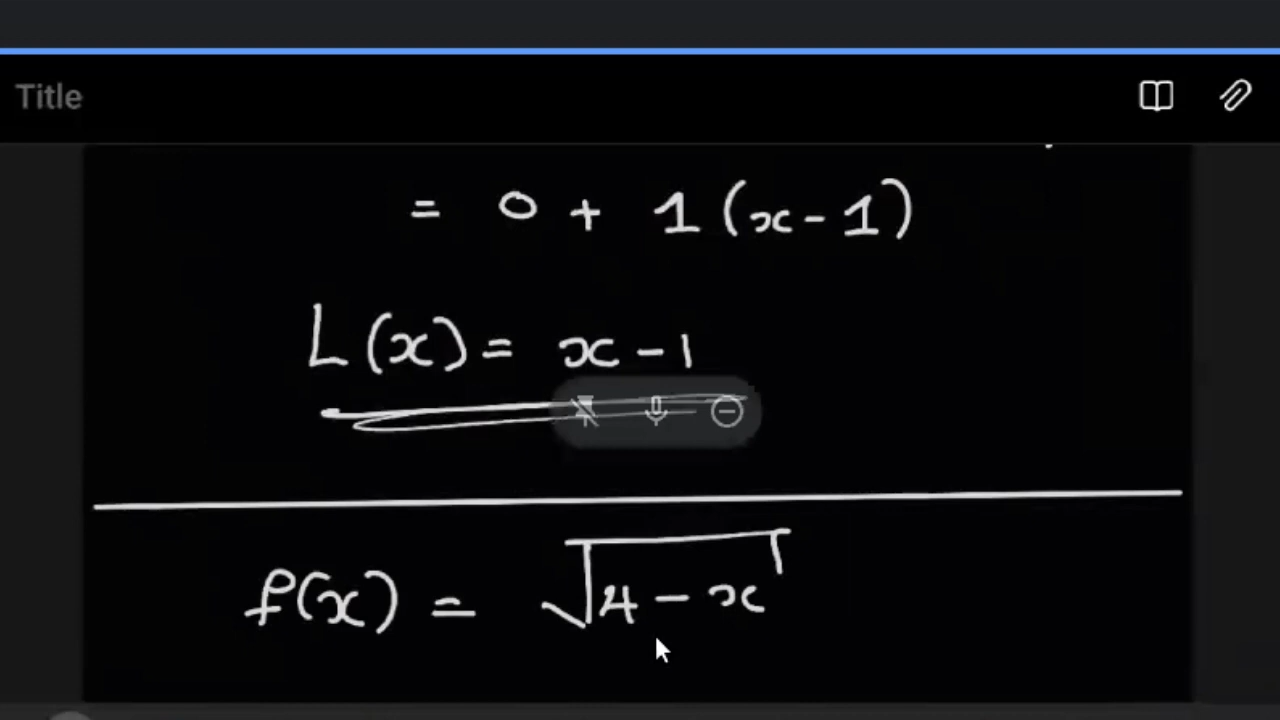 Title
= 0 + 1 (x - 1)
L(x) = x - 1
f(x) = √4 - x